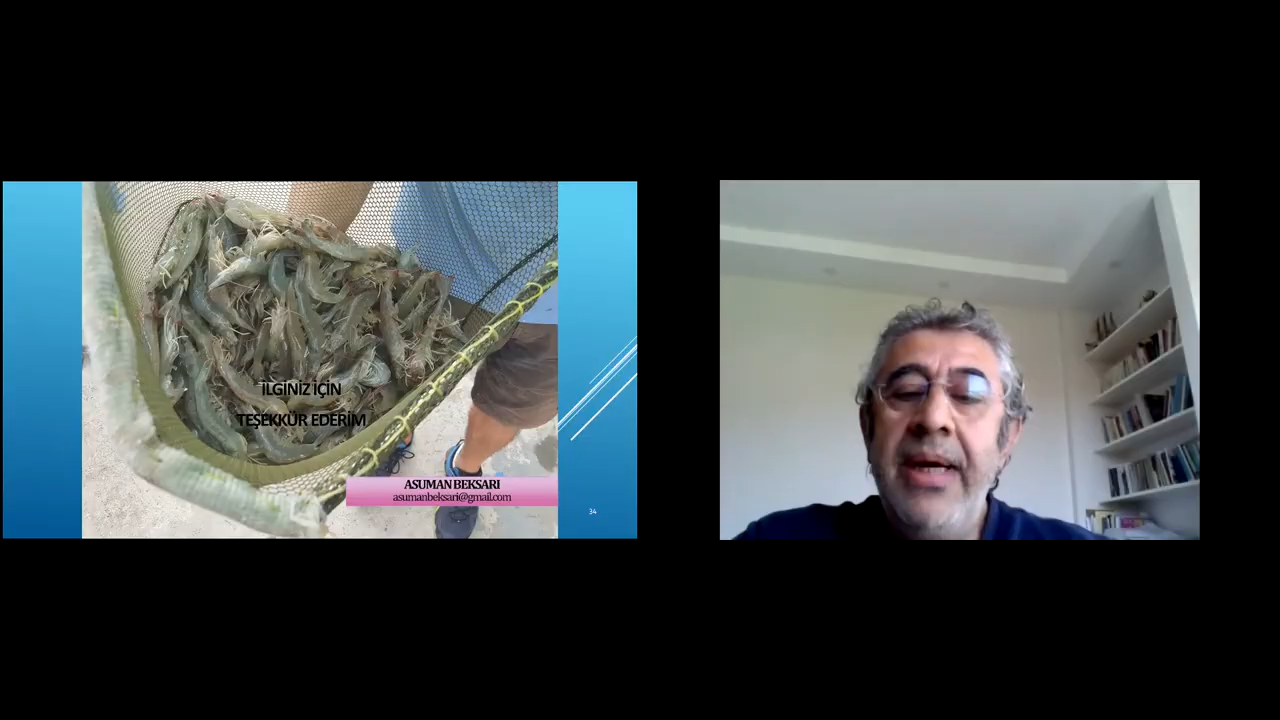 İLGİNİZ İÇİN
TEŞEKKÜR EDERİM
ASUMAN BEKSARI
asumanbeksari@gmail.com
34